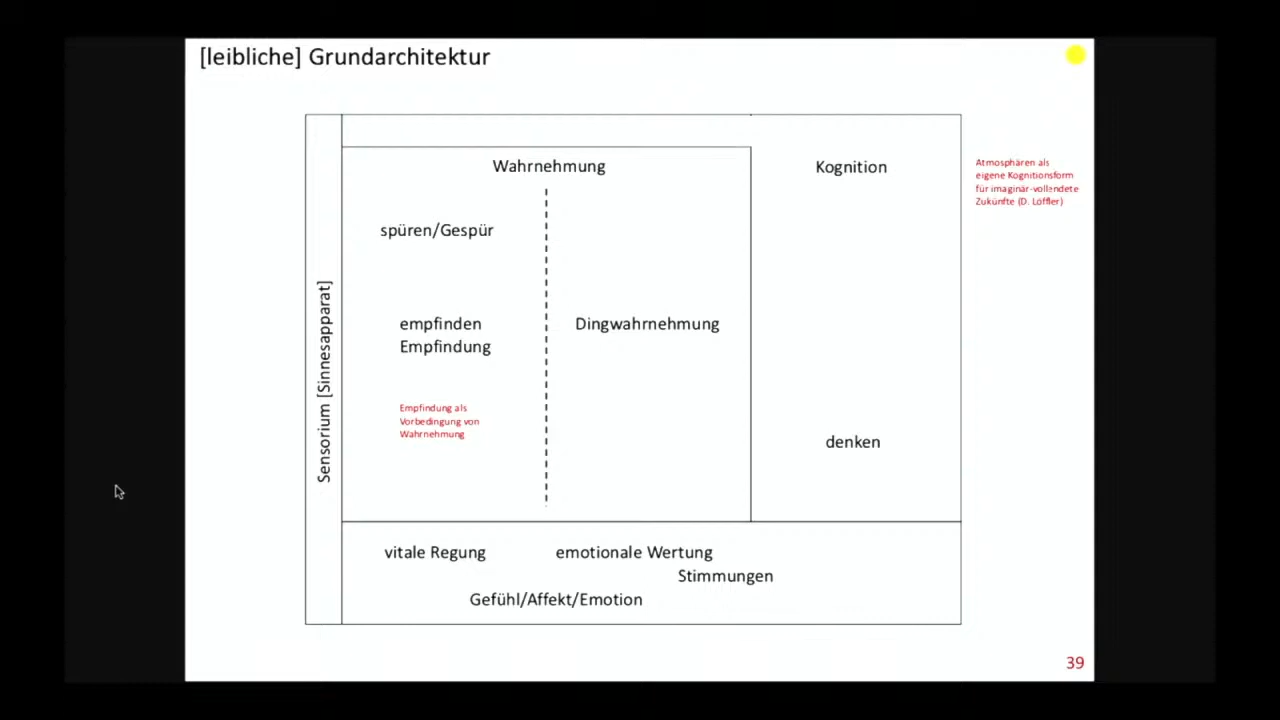 [leibliche] Grundarchitektur
Wahrnehmung
Kognition
Atmosphären als
eigene Kognitionsform
für imaginär-vollendete
Zukünfte (D. Löffler)
spüren/Gespür
Sensorium [Sinnesapparat]
empfinden
Empfindung
Dingwahrnehmung
Empfindung als
Vorbedingung von
Wahrnehmung
denken
vitale Regung
emotionale Wertung
Stimmungen
Gefühl/Affekt/Emotion
39